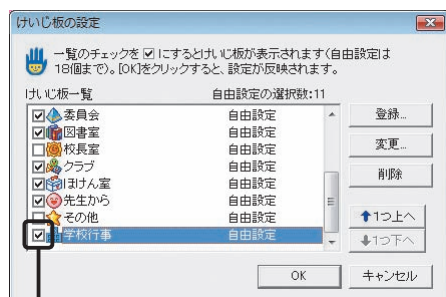 けいじ板の設定
一覧のチェックを☑にするとけいじ板が表示されます(自由設定は
18個まで)。[OK]をクリックすると、設定が反映されます。
けいじ板一覧 自由設定の選択数:11
委員会 自由設定
図書室 自由設定
校長室 自由設定
クラブ 自由設定
ほけん室 自由設定
先生から 自由設定
その他 自由設定
学校行事 自由設定
登録...
変更...
削除
1つ上へ
1つ下へ
OK キャンセル